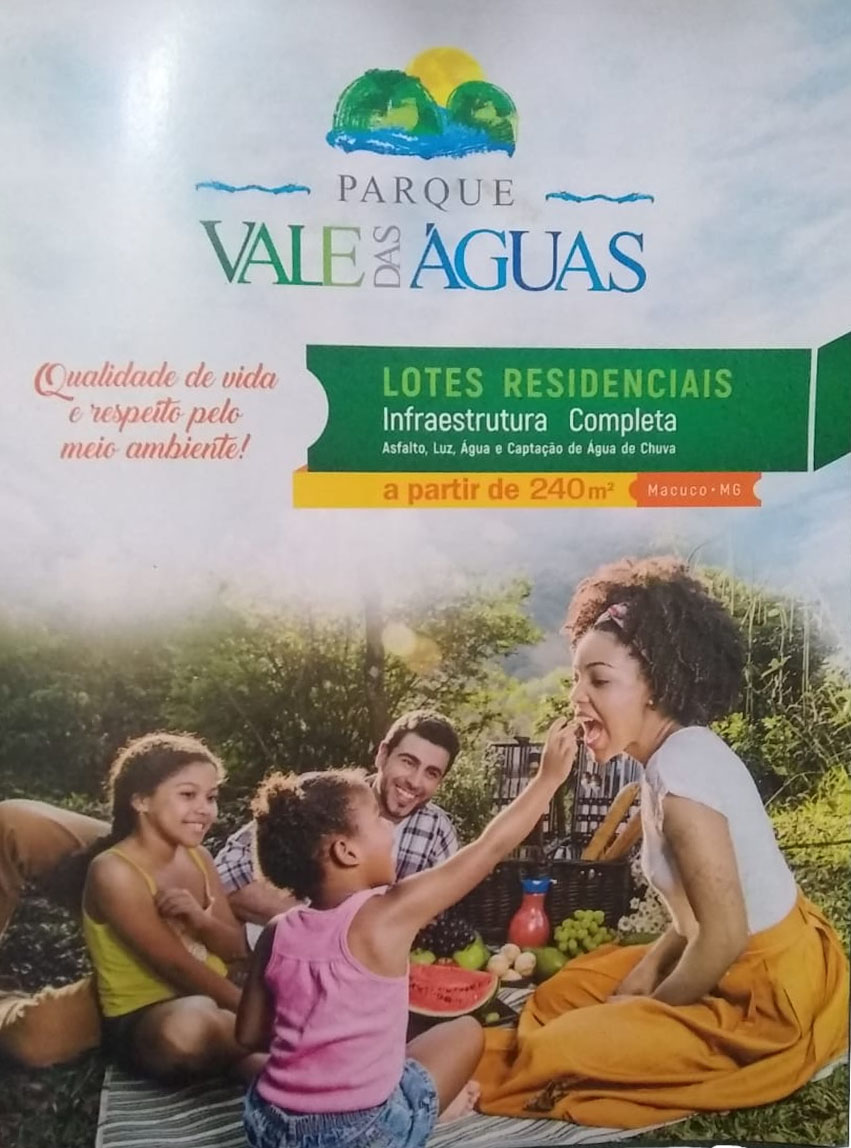 PARQUE
VALE DAS ÁGUAS
Qualidade de vida
e respeito pelo
meio ambiente!
LOTES RESIDENCIAIS
Infraestrutura Completa
Asfalto, Luz, Água e Captação de Água de Chuva
a partir de 240m²
Macuco • MG